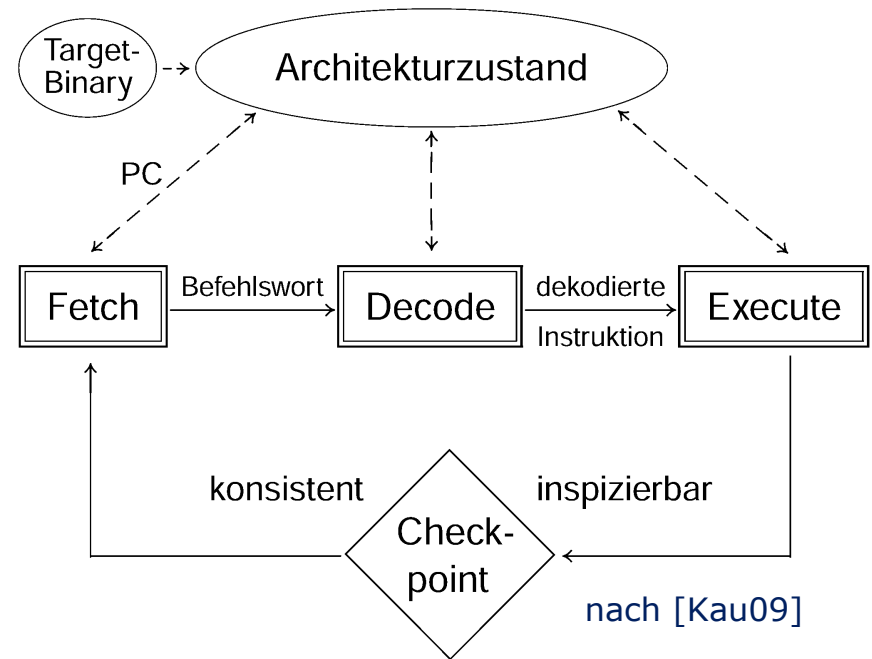 Target-
Binary
Architekturzustand
PC
Fetch
Befehlswort
Decode
dekodierte
Instruktion
Execute
konsistent
inspizierbar
Check-
point
nach [Kau09]